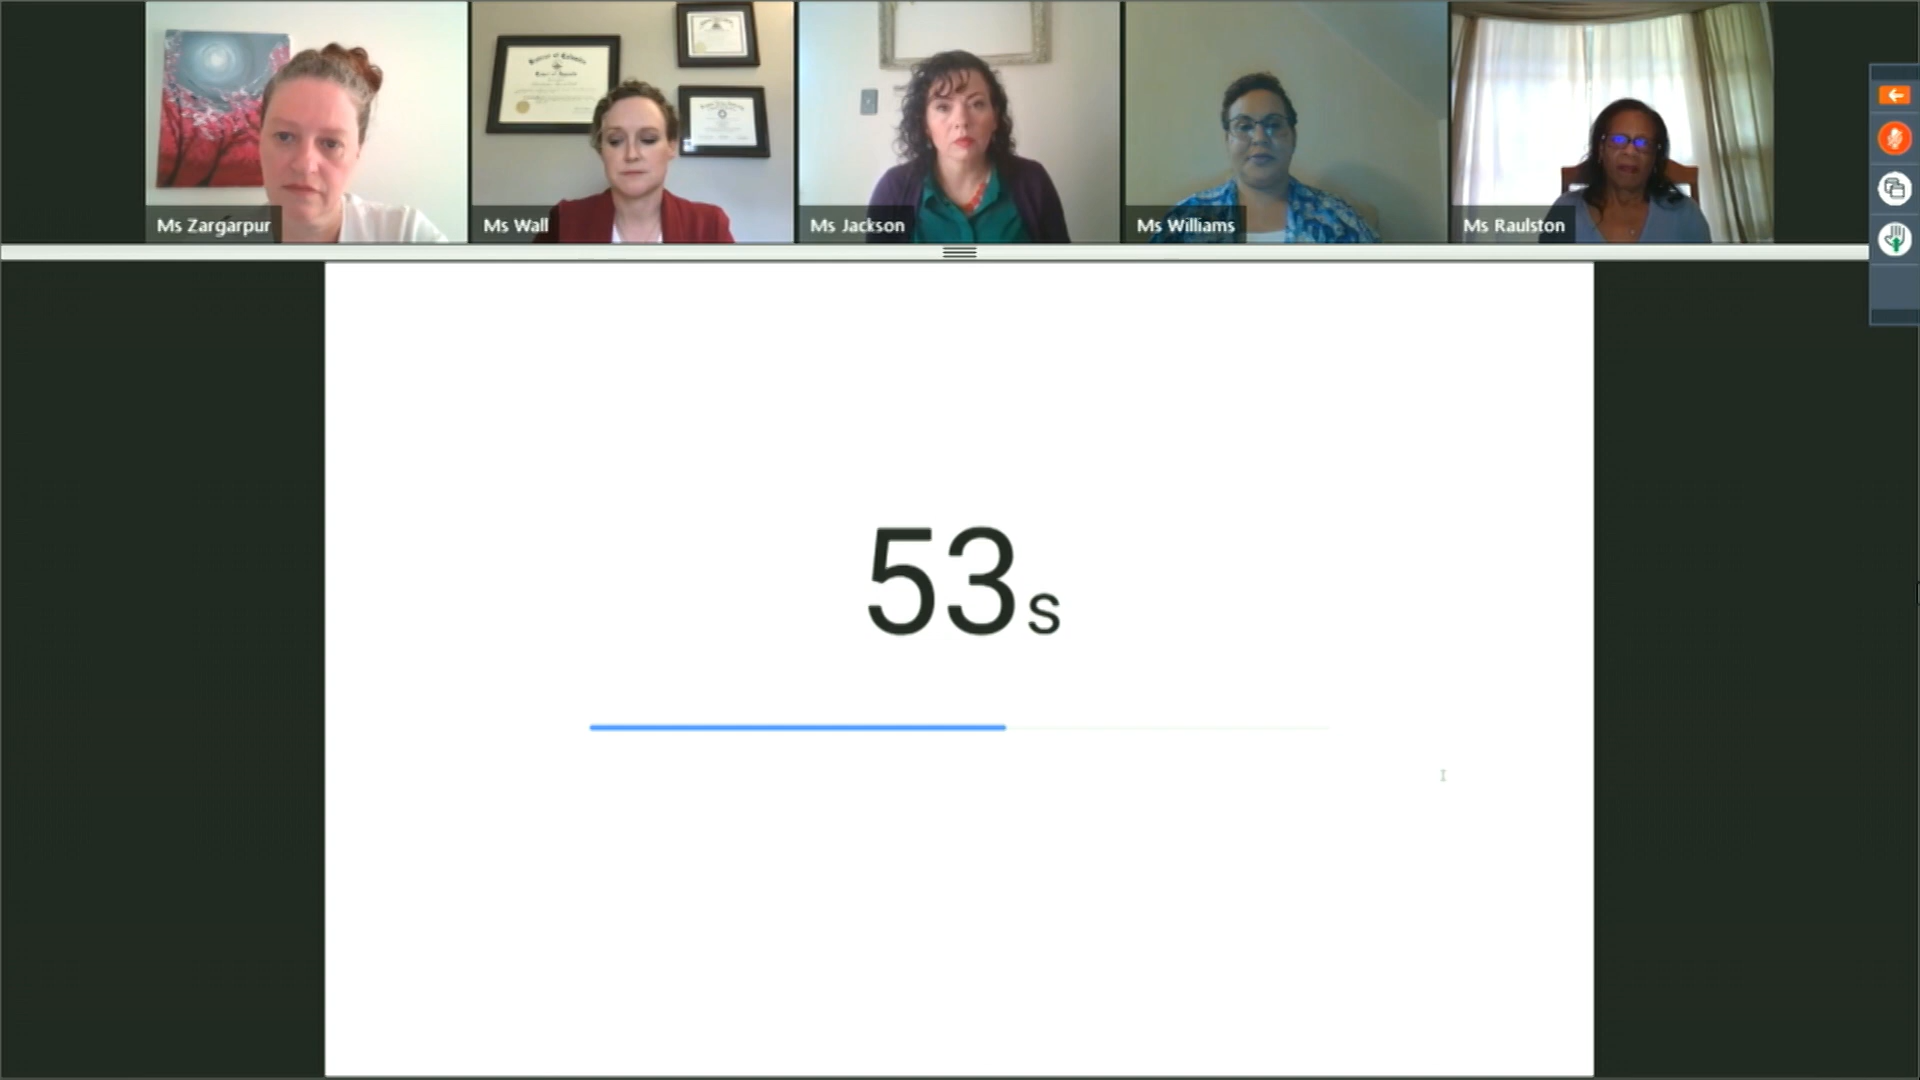 Ms Zargarpur
Ms Wall
Ms Jackson
Ms Williams
Ms Raulston
53s